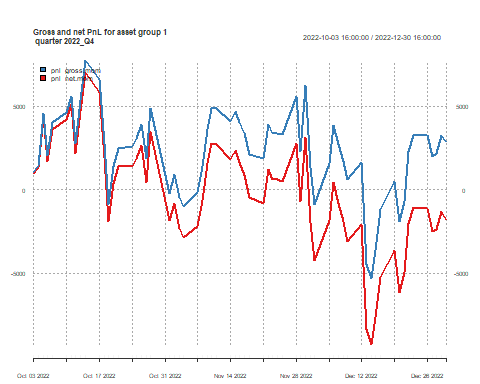 Gross and net PnL for asset group 1
quarter 2022_Q4
2022-10-03 16:00:00 / 2022-12-30 16:00:00
pnl_gross.mom
pnl_net.mom
5000
5000
0
0
-5000
-5000
Oct 03 2022
Oct 17 2022
Oct 31 2022
Nov 14 2022
Nov 28 2022
Dec 12 2022
Dec 26 2022